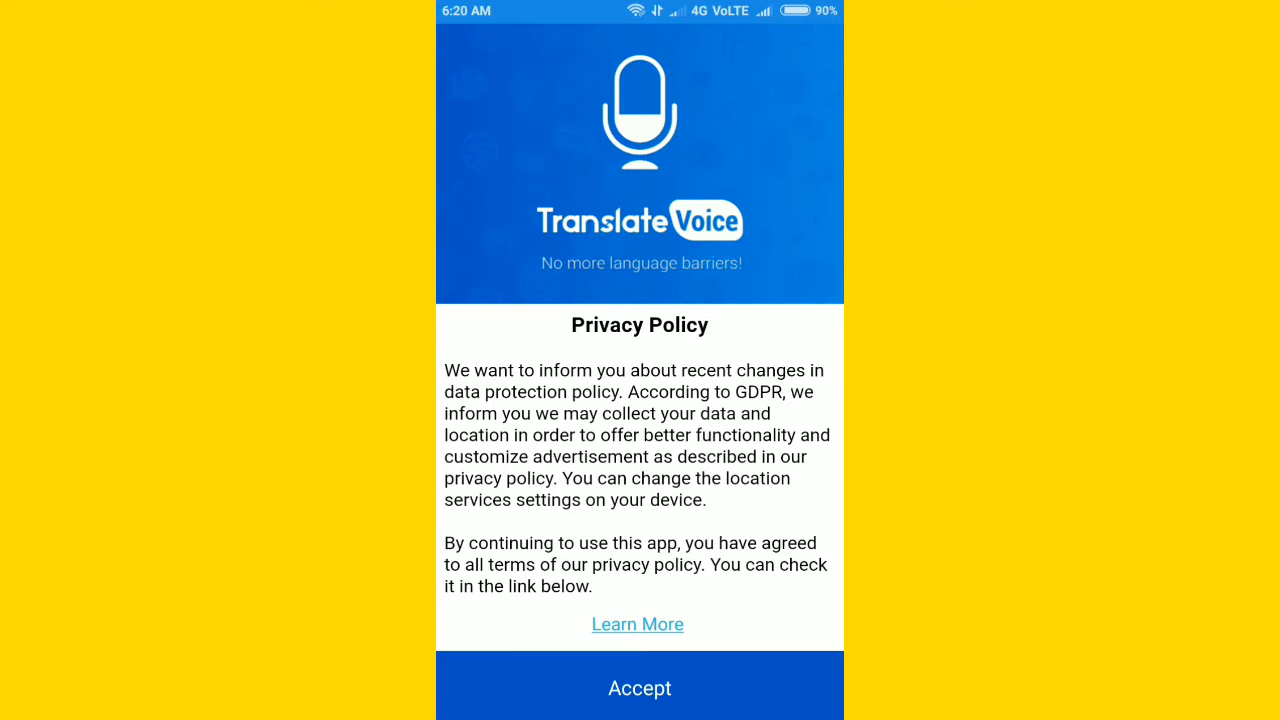 6:20 AM 4G VoLTE 90%
Translate Voice
No more language barriers!
Privacy Policy
We want to inform you about recent changes in
data protection policy. According to GDPR, we
inform you we may collect your data and
location in order to offer better functionality and
customize advertisement as described in our
privacy policy. You can change the location
services settings on your device.
By continuing to use this app, you have agreed
to all terms of our privacy policy. You can check
it in the link below.
Learn More
Accept